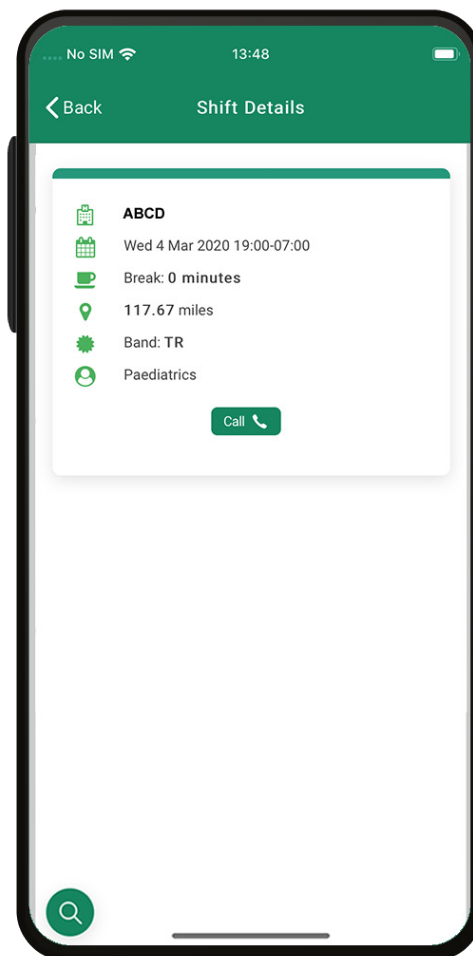 No SIM 13:48
Back Shift Details
ABCD
Wed 4 Mar 2020 19:00-07:00
Break: 0 minutes
117.67 miles
Band: TR
Paediatrics
Call